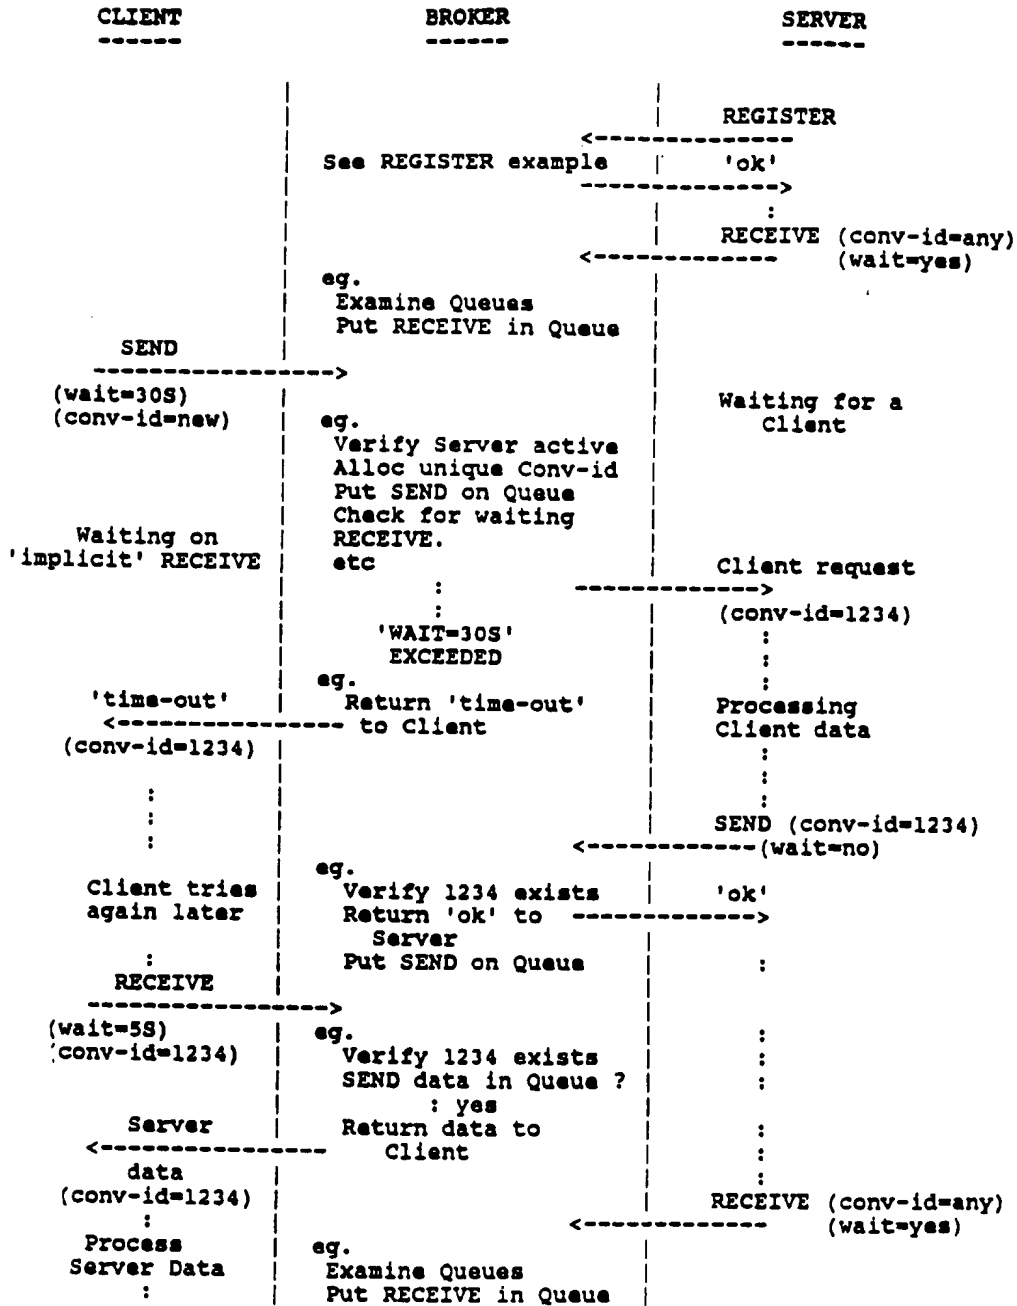 CLIENT BROKER SERVER
------ ------ ------
REGISTER
<-------------
See REGISTER example 'ok'
------------->
:
RECEIVE (conv-id=any)
<------------- (wait=yes)
eg.
Examine Queues
Put RECEIVE in Queue
SEND
---------------->
(wait=30S)
(conv-id=new)
Waiting for a
Client
eg.
Verify Server active
Alloc unique Conv-id
Put SEND on Queue
Check for waiting
RECEIVE.
etc
Waiting on
'implicit' RECEIVE
Client request
------------->
(conv-id=1234)
:
:
'WAIT=30S'
EXCEEDED
:
:
:
eg.
'time-out' Return 'time-out'
<---------------- to Client
(conv-id=1234)
Processing
Client data
:
:
:
:
:
:
SEND (conv-id=1234)
<------------(wait=no)
eg.
Client tries Verify 1234 exists 'ok'
again later Return 'ok' to ------------->
Server
: Put SEND on Queue :
RECEIVE
----------------->
(wait=5S)
(conv-id=1234)
eg.
Verify 1234 exists
SEND data in Queue ?
: yes
:
:
:
Server Return data to
<---------------- Client
data
(conv-id=1234)
:
:
:
RECEIVE (conv-id=any)
<------------- (wait=yes)
:
Process
Server Data
:
eg.
Examine Queues
Put RECEIVE in Queue